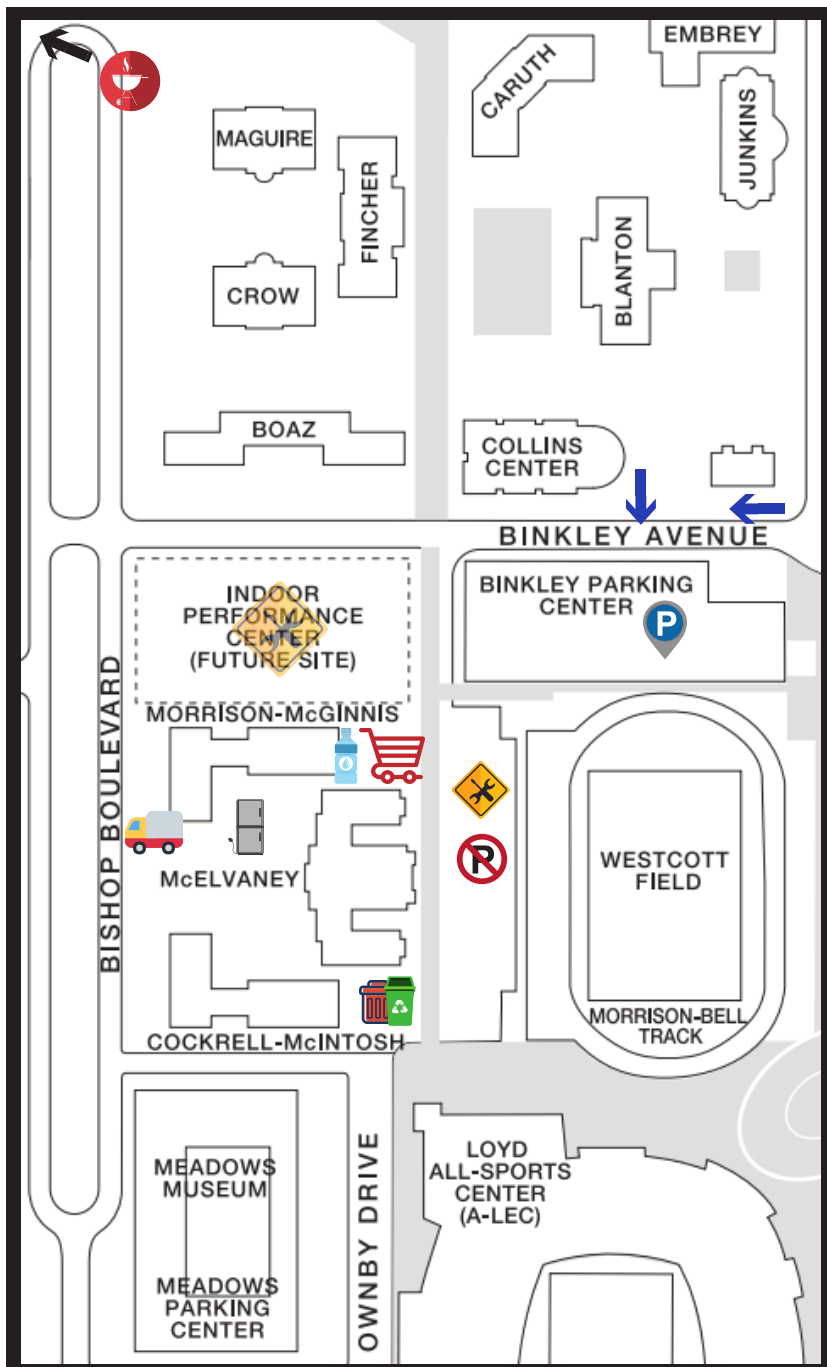 EMBREY
CARUTH
JUNKINS
MAGUIRE
FINCHER
BLANTON
CROW
BOAZ
COLLINS
CENTER
BINKLEY AVENUE
INDOOR
PERFORMANCE
CENTER
(FUTURE SITE)
BINKLEY PARKING
CENTER
P
BISHOP BOULEVARD
MORRISON-McGINNIS
P
McELVANEY
WESTCOTT
FIELD
MORRISON-BELL
TRACK
COCKRELL-McINTOSH
MEADOWS
MUSEUM
MEADOWS
PARKING
CENTER
OWNBY DRIVE
LOYD
ALL-SPORTS
CENTER
(A-LEC)